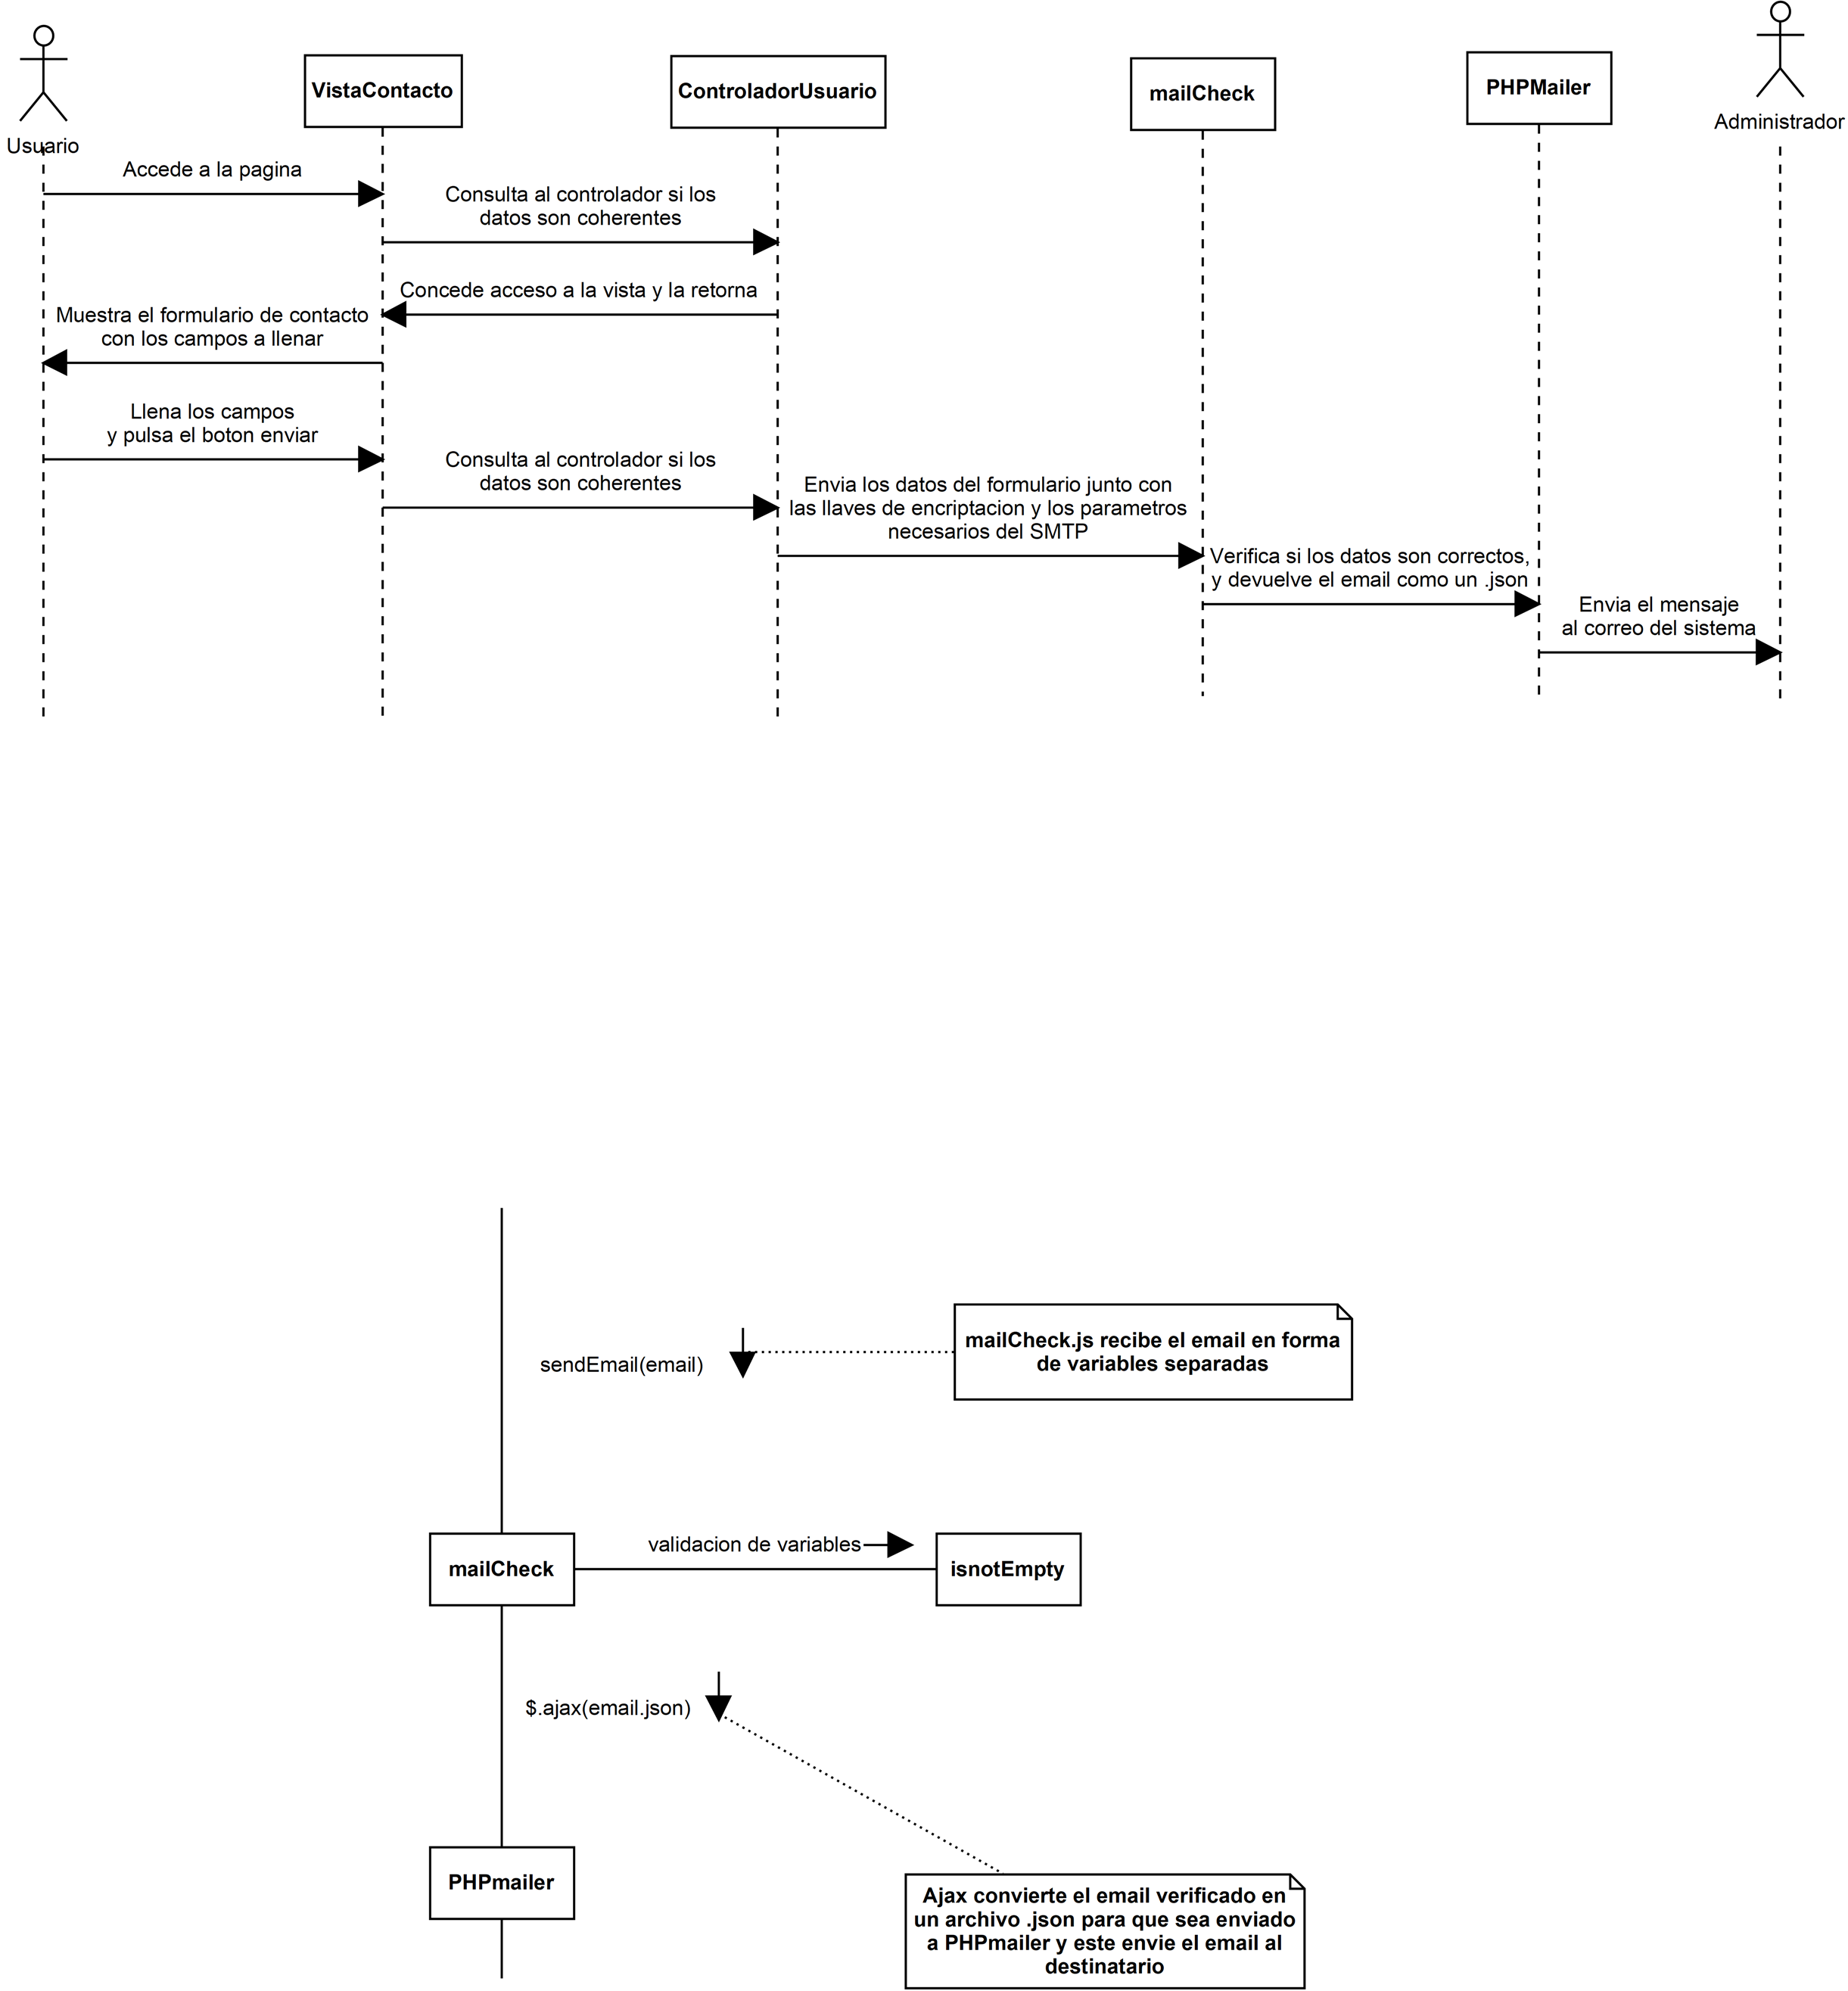 Usuario
VistaContacto
ControladorUsuario
mailCheck
PHPMailer
Administrador
Accede a la pagina
Consulta al controlador si los
datos son coherentes
Concede acceso a la vista y la retorna
Muestra el formulario de contacto
con los campos a llenar
Llena los campos
y pulsa el boton enviar
Consulta al controlador si los
datos son coherentes
Envia los datos del formulario junto con
las llaves de encriptacion y los parametros
necesarios del SMTP
Verifica si los datos son correctos,
y devuelve el email como un .json
Envia el mensaje
al correo del sistema
sendEmail(email)
mailCheck.js recibe el email en forma
de variables separadas
validacion de variables
mailCheck
isnotEmpty
$.ajax(email.json)
PHPmailer
Ajax convierte el email verificado en
un archivo .json para que sea enviado
a PHPmailer y este envie el email al
destinatario